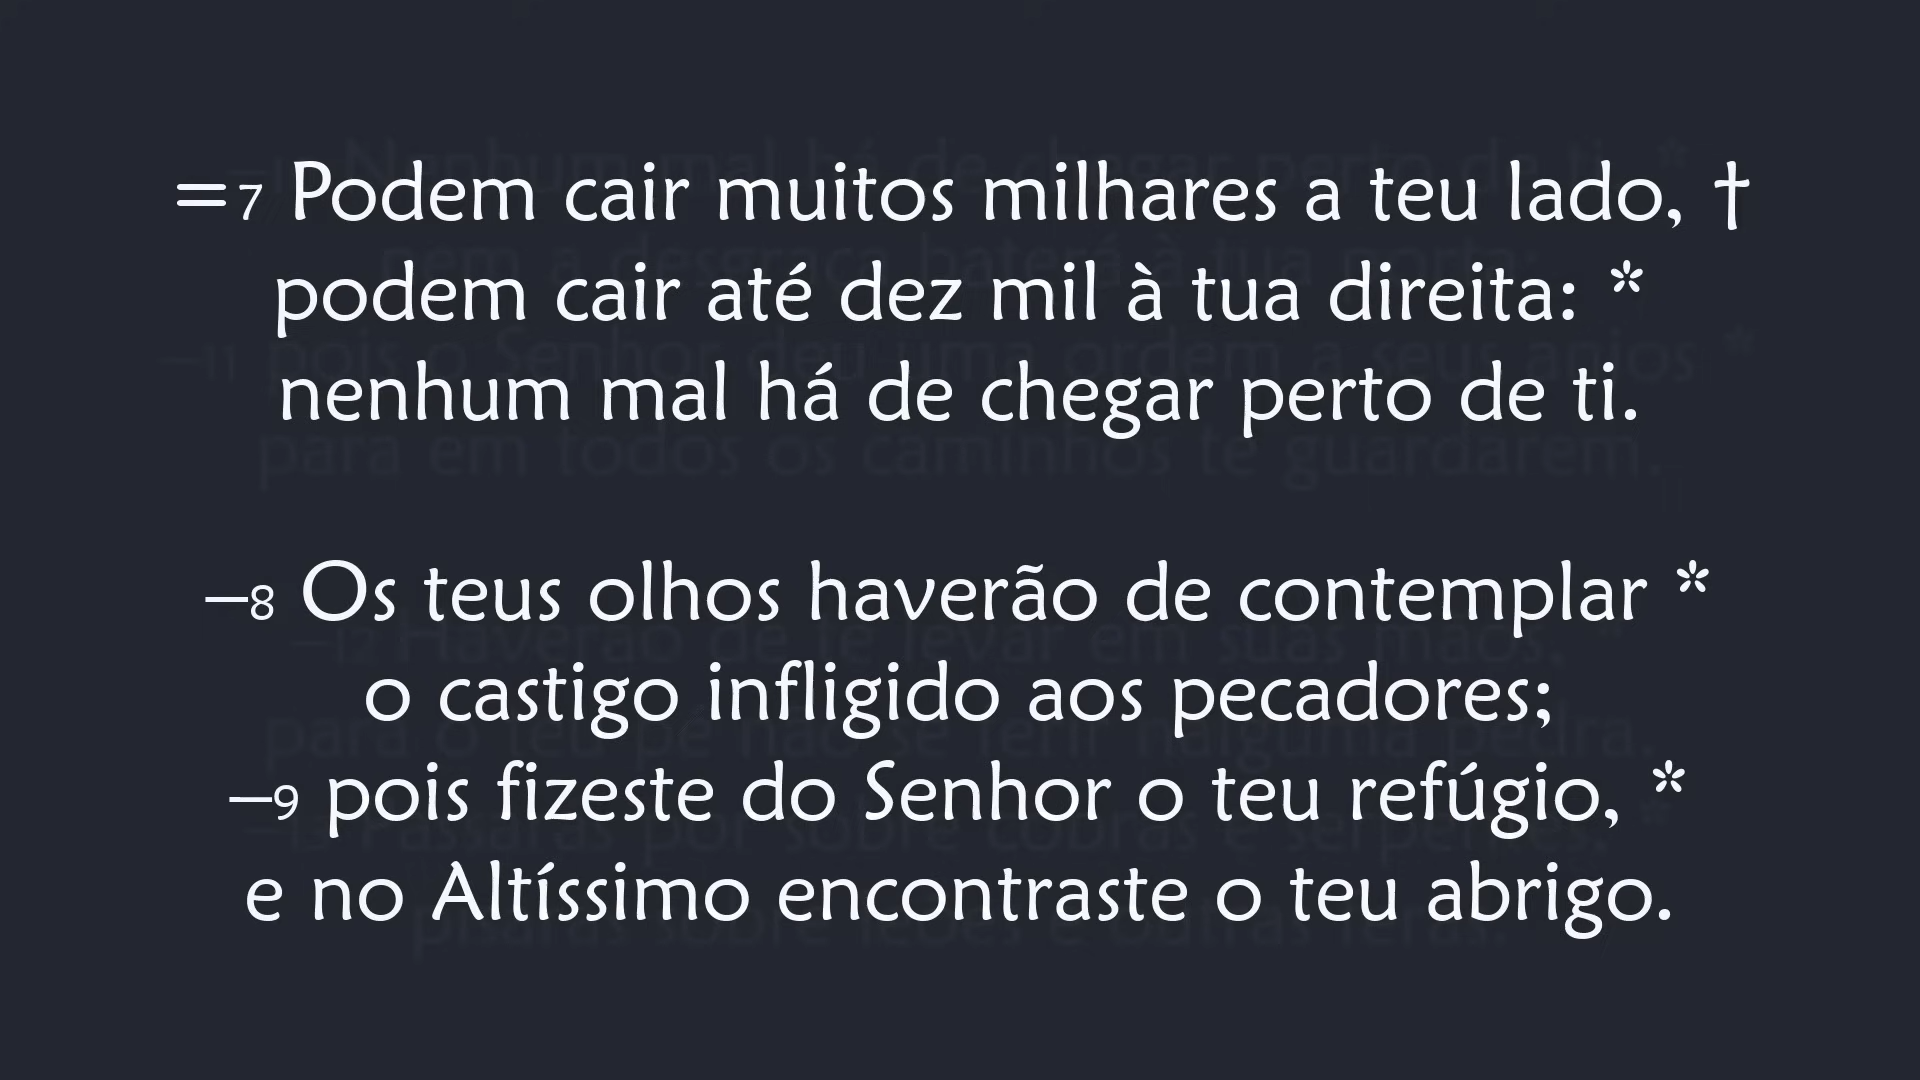 =7 Podem cair muitos milhares a teu lado, †
podem cair até dez mil à tua direita: *
nenhum mal há de chegar perto de ti.
–8 Os teus olhos haverão de contemplar *
o castigo infligido aos pecadores;
–9 pois fizeste do Senhor o teu refúgio, *
e no Altíssimo encontraste o teu abrigo.